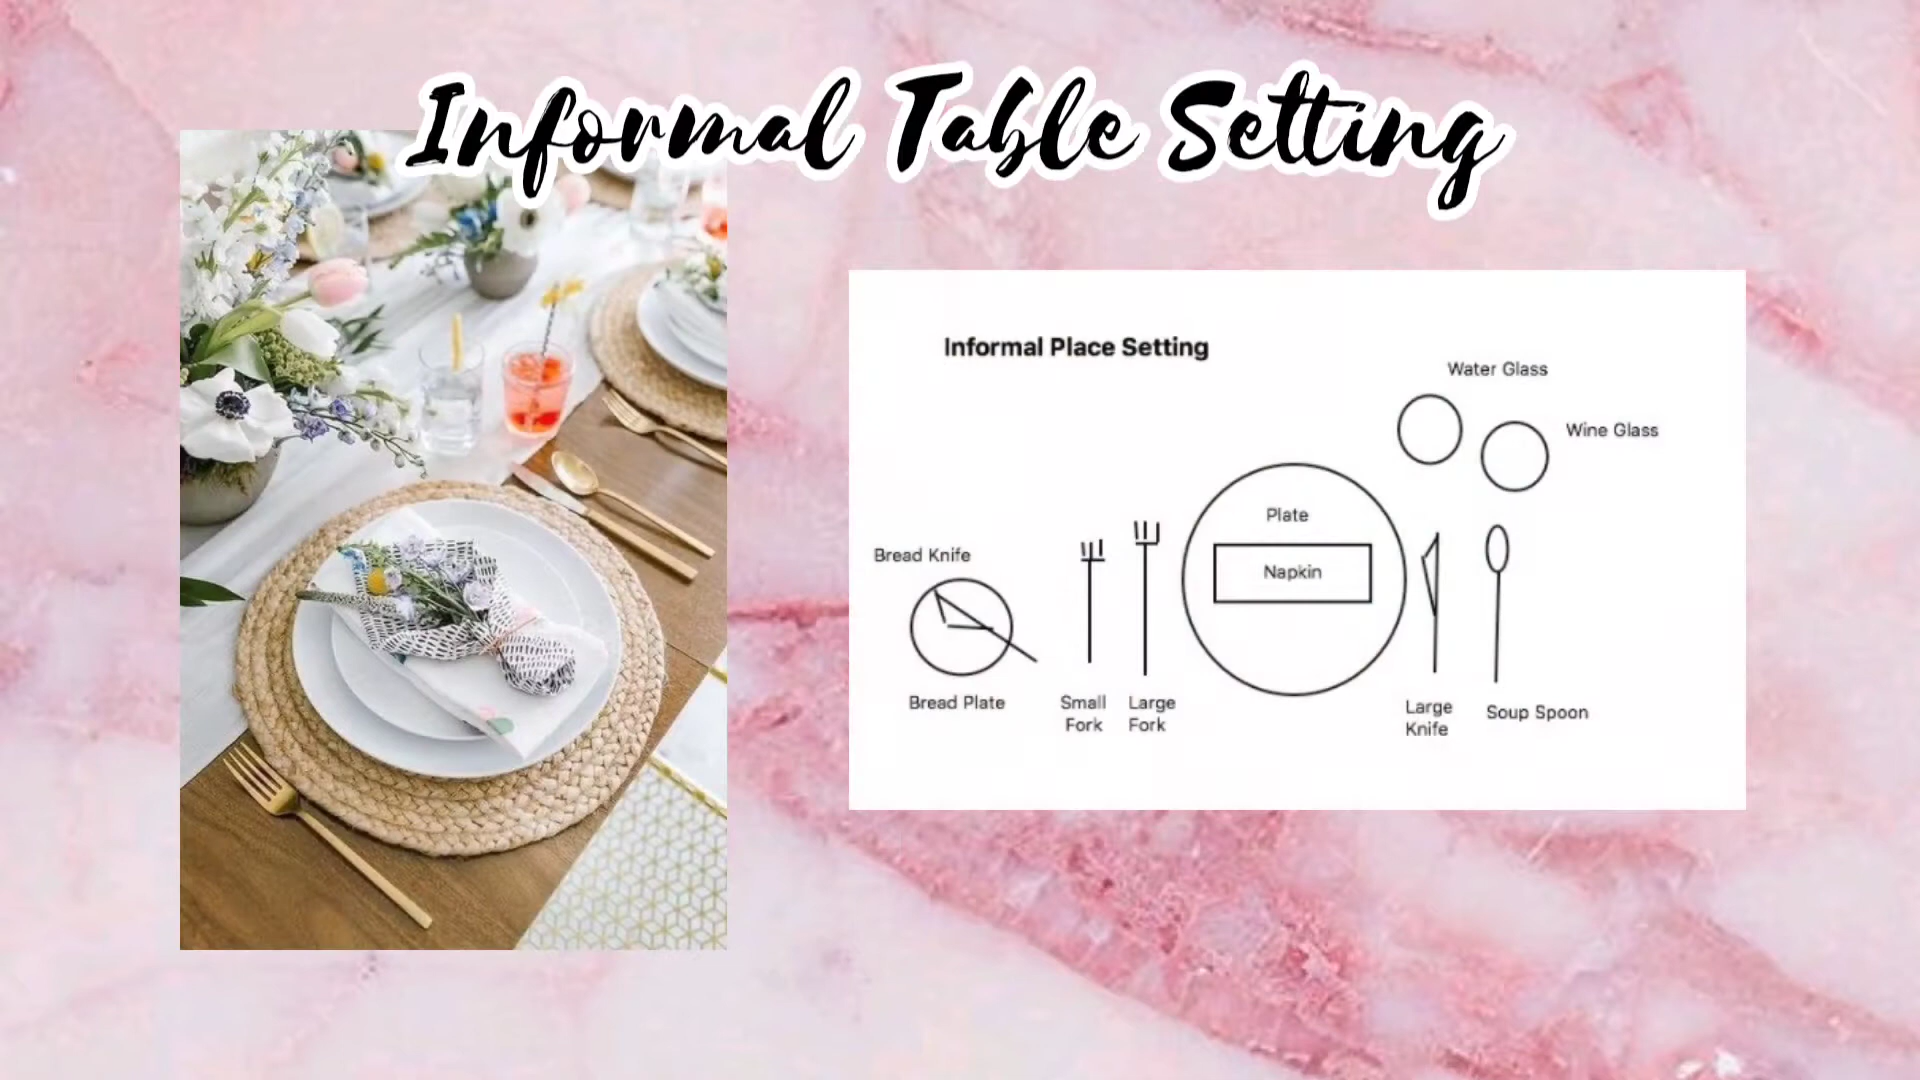 Informal Table Setting
Informal Place Setting
Water Glass
Wine Glass
Plate
Napkin
Bread Knife
Bread Plate
Small
Fork
Large
Fork
Large
Knife
Soup Spoon